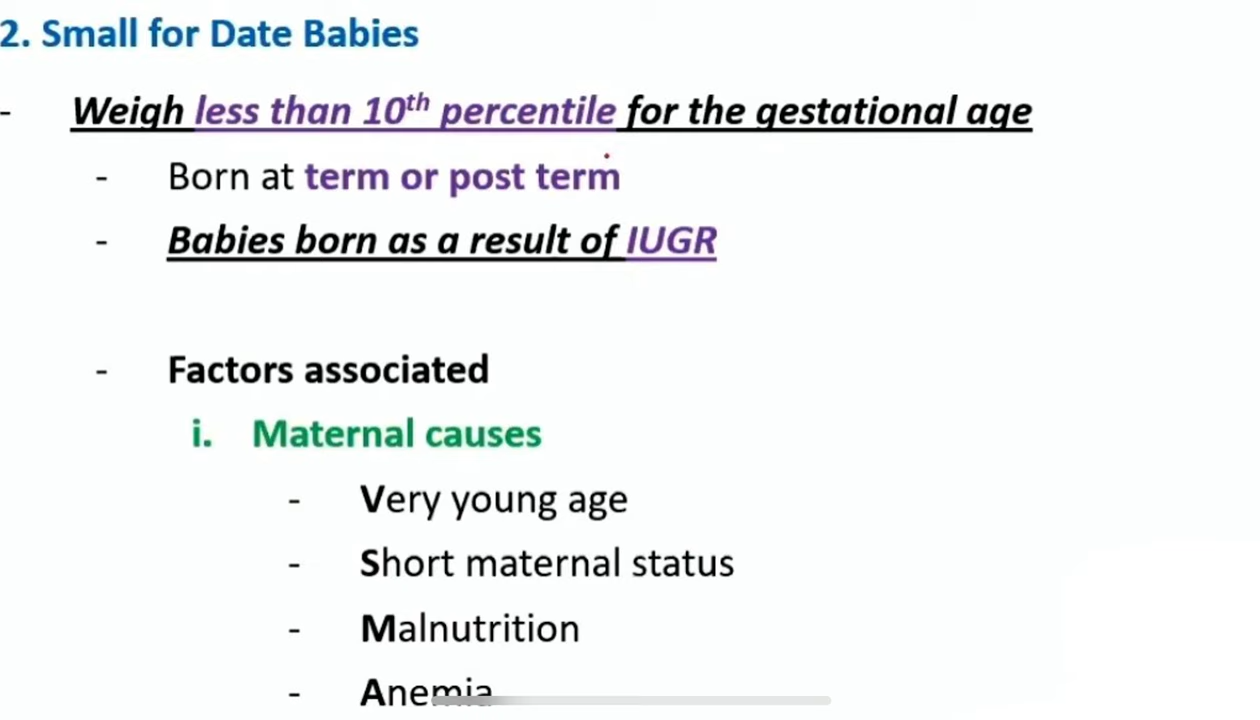 2. Small for Date Babies
- Weigh less than 10th percentile for the gestational age
- Born at term or post term
- Babies born as a result of IUGR
- Factors associated
i. Maternal causes
- Very young age
- Short maternal status
- Malnutrition
- Anemia